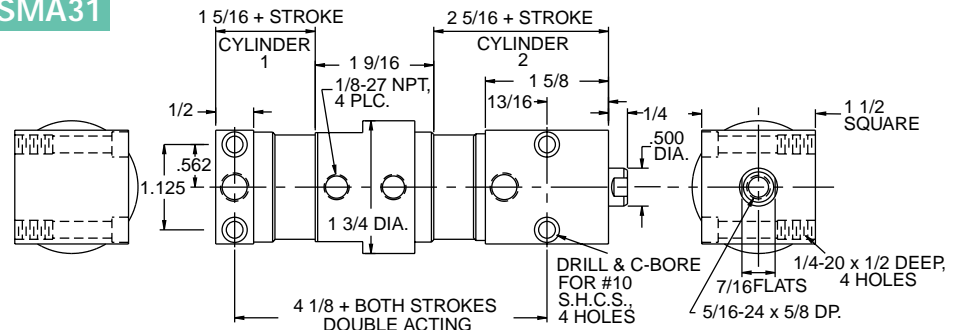 SMA31
1 5/16 + STROKE
CYLINDER
1
2 5/16 + STROKE
CYLINDER
2
1 9/16
1 5/8
1/8-27 NPT,
4 PLC.
13/16
1/2
1/4
1 1/2
SQUARE
.500
DIA.
.562
1.125
1 3/4 DIA.
DRILL & C-BORE
FOR #10
S.H.C.S.,
4 HOLES
1/4-20 x 1/2 DEEP,
4 HOLES
7/16FLATS
5/16-24 x 5/8 DP.
4 1/8 + BOTH STROKES
DOUBLE ACTING